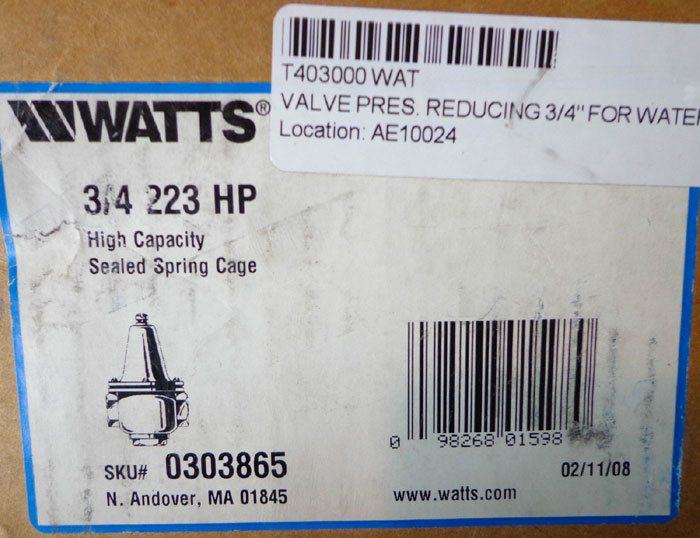 T403000 WAT
VALVE PRES. REDUCING 3/4" FOR WATER
Location: AE10024
WATTS®
3/4 223 HP
High Capacity
Sealed Spring Cage
0 98268 01598
SKU# 0303865
02/11/08
N. Andover, MA 01845
www.watts.com